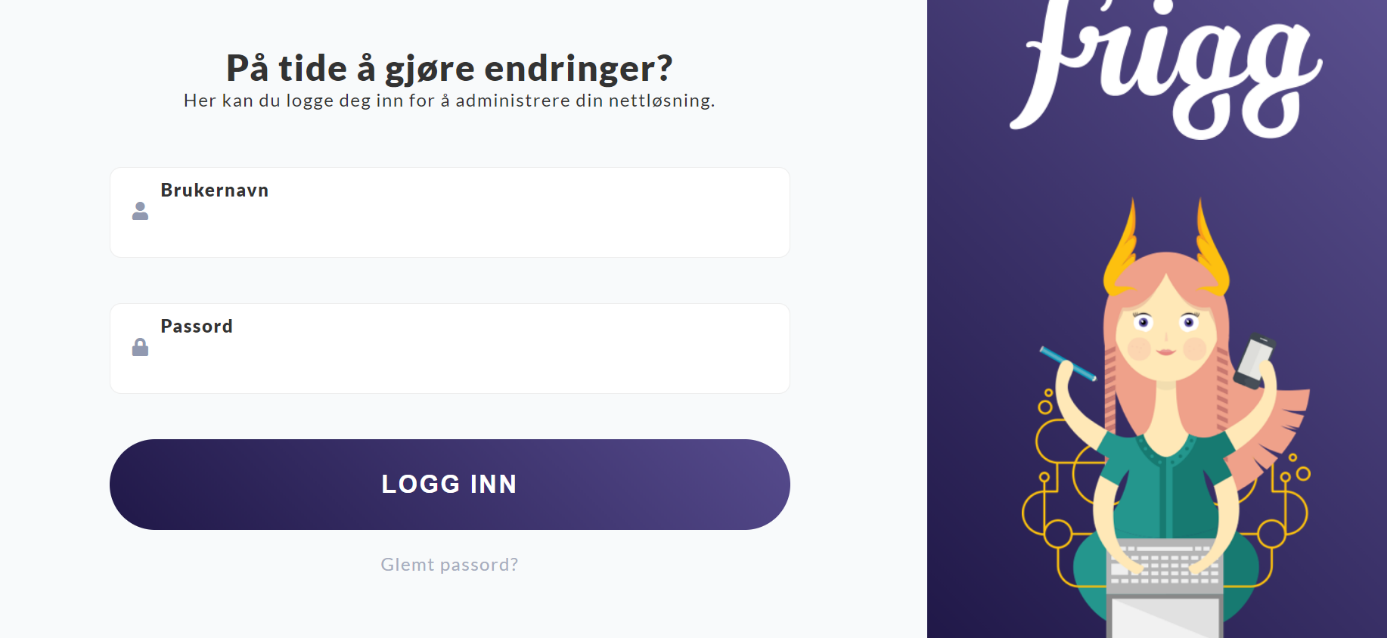 På tide å gjøre endringer?
Her kan du logge deg inn for å administrere din nettløsning.
Brukernavn
Passord
LOGG INN
Glemt passord?
frigg